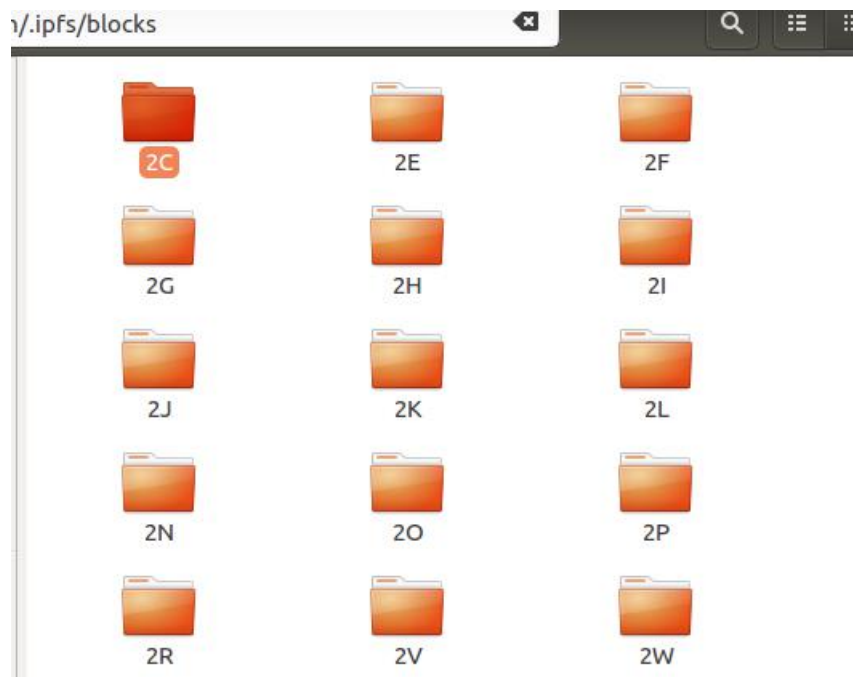 /.ipfs/blocks
2C 2E 2F
2G 2H 2I
2J 2K 2L
2N 2O 2P
2R 2V 2W